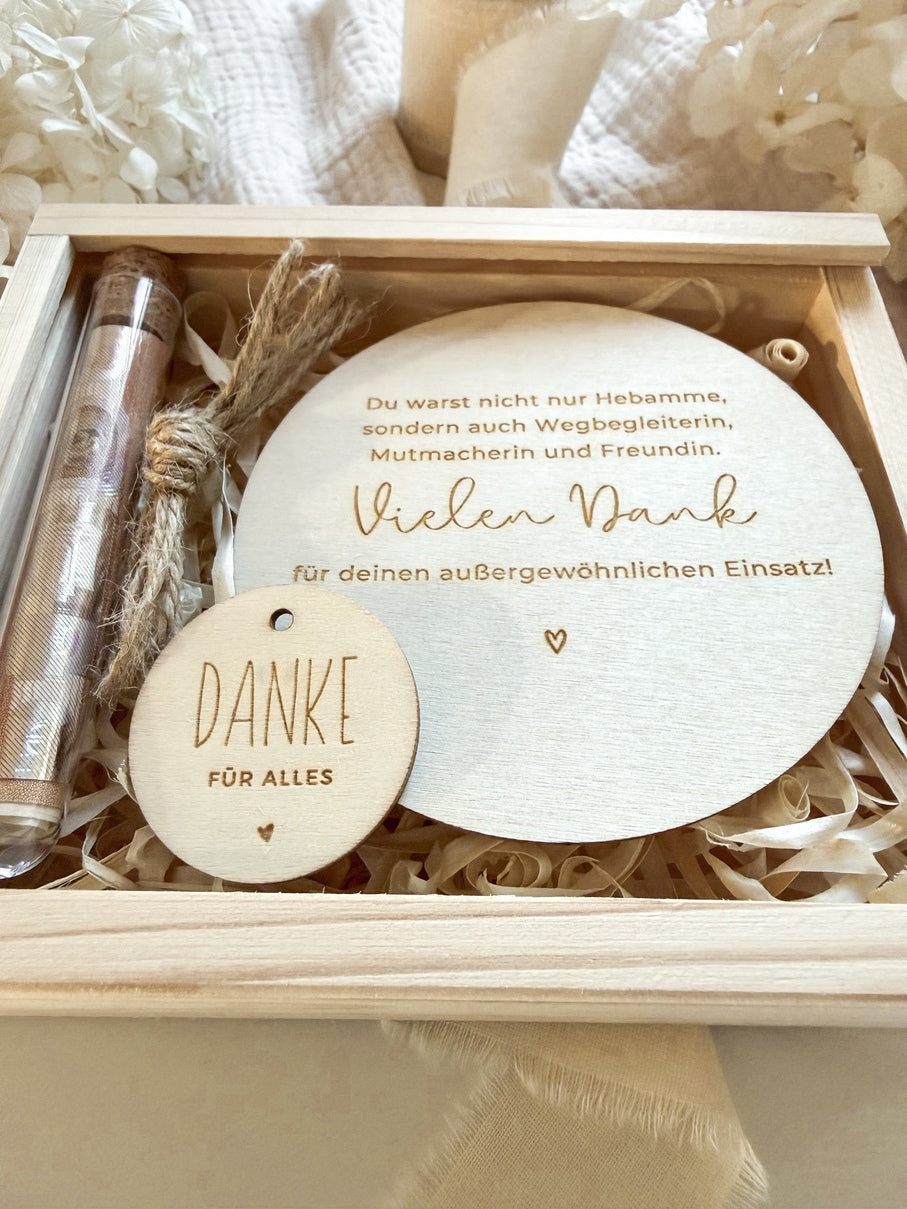 Du warst nicht nur Hebamme,
sondern auch Wegbegleiterin,
Mutmacherin und Freundin.
Vielen Dank
für deinen außergewöhnlichen Einsatz!
DANKE
FÜR ALLES